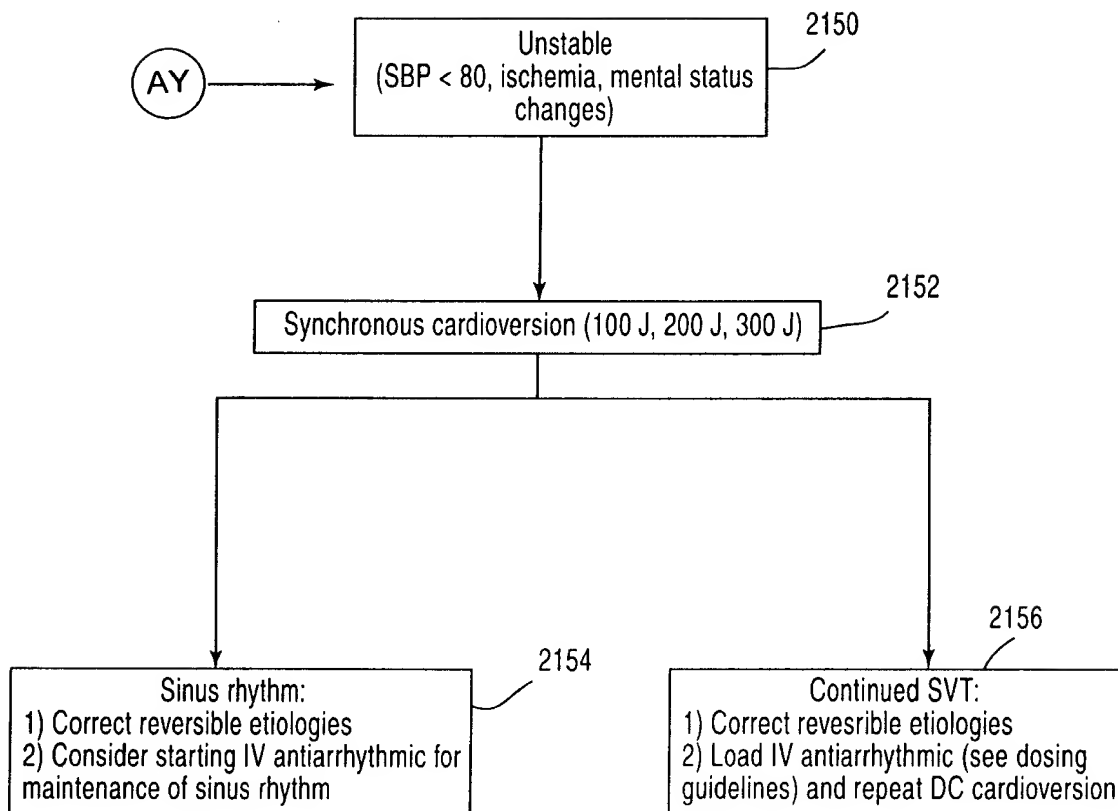 2150
Unstable
(SBP < 80, ischemia, mental status
changes)
AY
2152
Synchronous cardioversion (100 J, 200 J, 300 J)
2154
Sinus rhythm:
1) Correct reversible etiologies
2) Consider starting IV antiarrhythmic for
maintenance of sinus rhythm
2156
Continued SVT:
1) Correct revesrible etiologies
2) Load IV antiarrhythmic (see dosing
guidelines) and repeat DC cardioversion